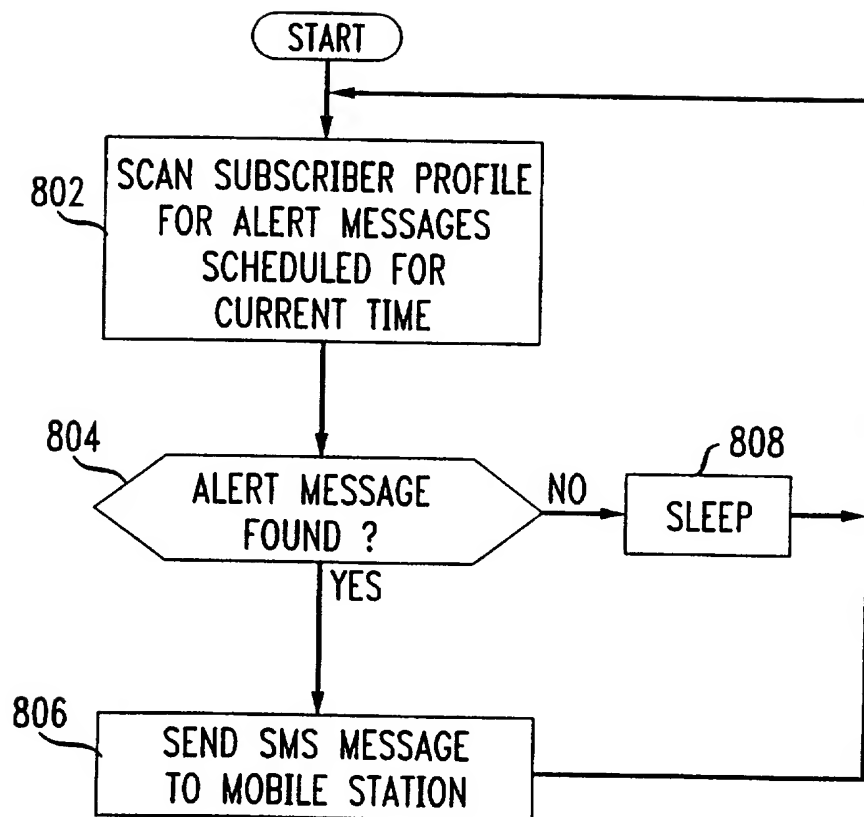 START
802
SCAN SUBSCRIBER PROFILE
FOR ALERT MESSAGES
SCHEDULED FOR
CURRENT TIME
804
ALERT MESSAGE
FOUND ?
NO
808
SLEEP
YES
806
SEND SMS MESSAGE
TO MOBILE STATION